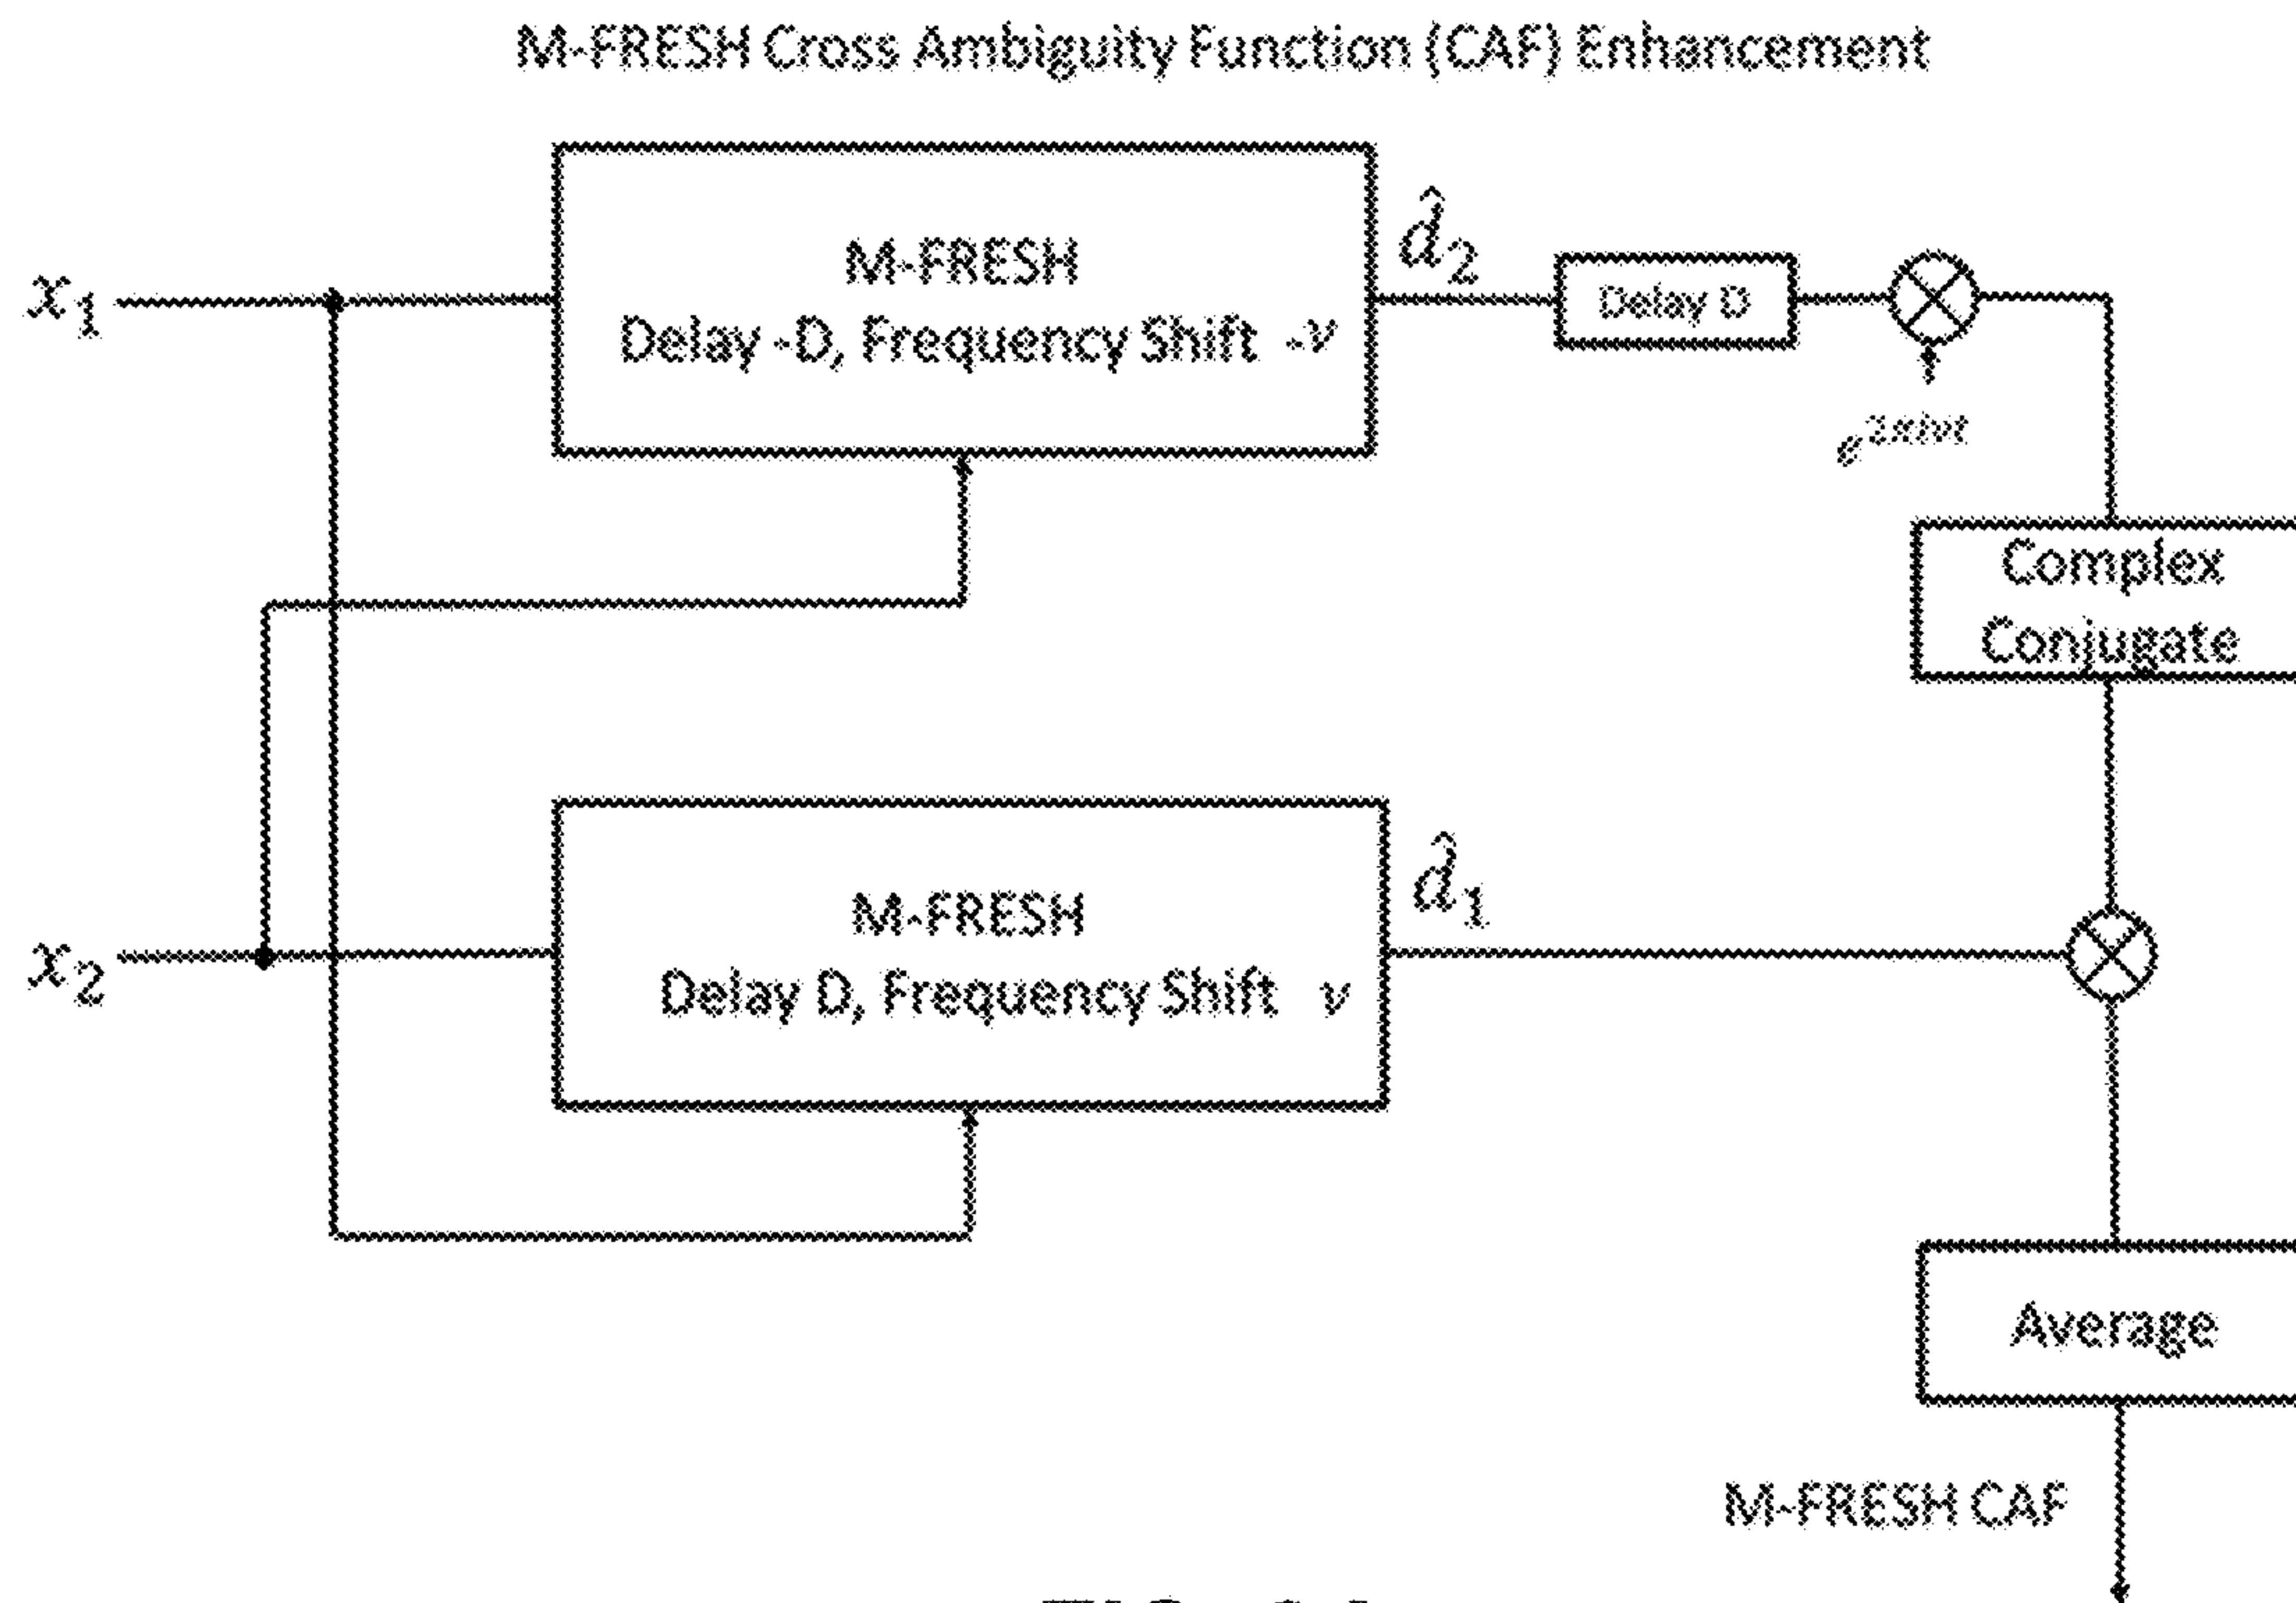 M-FRESH Cross Ambiguity Function (CAF) Enhancement
x₁
M-FRESH
Delay -D, Frequency Shift -ν
d̂₂
Delay D
e^{2πiνt}
Complex
Conjugate
x₂
M-FRESH
Delay D, Frequency Shift ν
d̂₁
Average
M-FRESH CAF